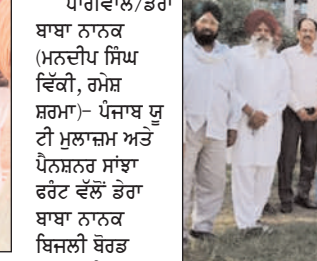 ਧਾਰੀਵਾਲ/ਡੇਰਾ
ਬਾਬਾ ਨਾਨਕ
(ਮਨਦੀਪ ਸਿੰਘ
ਵਿੱਕੀ, ਰਮੇਸ਼
ਸ਼ਰਮਾ)– ਪੰਜਾਬ ਯੂ
ਟੀ ਮੁਲਾਜ਼ਮ ਅਤੇ
ਪੈਨਸ਼ਨਰ ਸਾਂਝਾ
ਫਰੰਟ ਵੱਲੋਂ ਡੇਰਾ
ਬਾਬਾ ਨਾਨਕ
ਬਿਜਲੀ ਬੋਰਡ